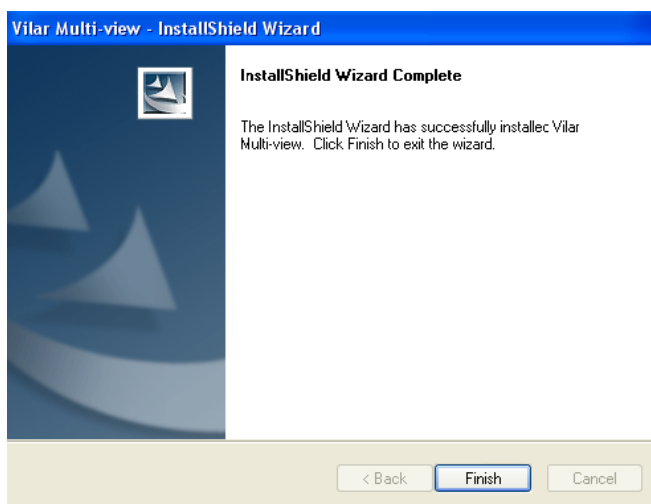 Vilar Multi-view - InstallShield Wizard
InstallShield Wizard Complete
The InstallShield Wizard has successfully installec Vilar
Multi-view. Click Finish to exit the wizard.
< Back Finish Cancel